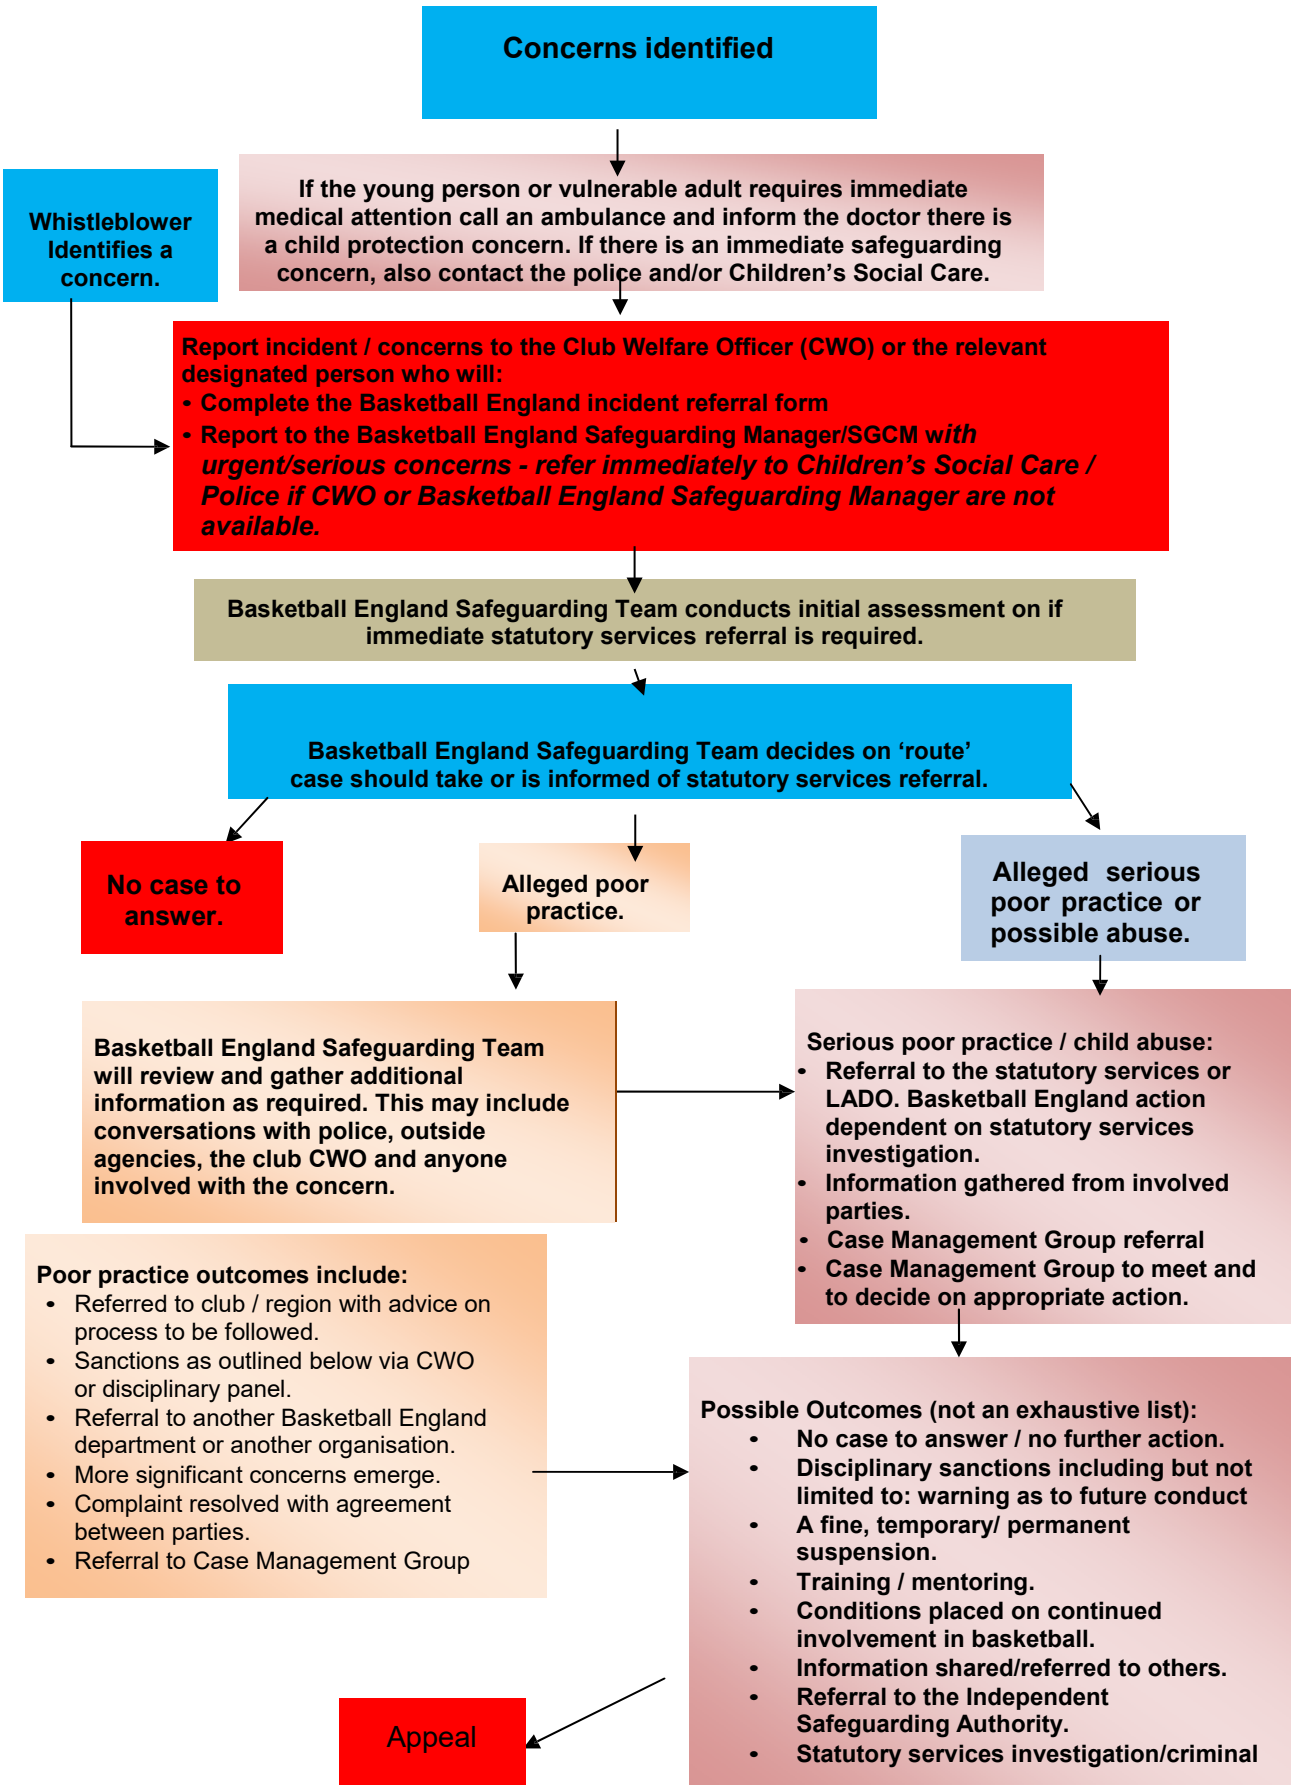 Concerns identified
If the young person or vulnerable adult requires immediate
medical attention call an ambulance and inform the doctor there is
a child protection concern. If there is an immediate safeguarding
concern, also contact the police and/or Children’s Social Care.
Whistleblower
Identifies a
concern.
Report incident / concerns to the Club Welfare Officer (CWO) or the relevant
designated person who will:
• Complete the Basketball England incident referral form
• Report to the Basketball England Safeguarding Manager/SGCM with
urgent/serious concerns - refer immediately to Children’s Social Care /
Police if CWO or Basketball England Safeguarding Manager are not
available.
Basketball England Safeguarding Team conducts initial assessment on if
immediate statutory services referral is required.
Basketball England Safeguarding Team decides on ‘route’
case should take or is informed of statutory services referral.
No case to
answer.
Alleged poor
practice.
Alleged serious
poor practice or
possible abuse.
Basketball England Safeguarding Team
will review and gather additional
information as required. This may include
conversations with police, outside
agencies, the club CWO and anyone
involved with the concern.
Serious poor practice / child abuse:
• Referral to the statutory services or
LADO. Basketball England action
dependent on statutory services
investigation.
• Information gathered from involved
parties.
• Case Management Group referral
• Case Management Group to meet and
to decide on appropriate action.
Poor practice outcomes include:
• Referred to club / region with advice on
process to be followed.
• Sanctions as outlined below via CWO
or disciplinary panel.
• Referral to another Basketball England
department or another organisation.
• More significant concerns emerge.
• Complaint resolved with agreement
between parties.
• Referral to Case Management Group
Possible Outcomes (not an exhaustive list):
• No case to answer / no further action.
• Disciplinary sanctions including but not
limited to: warning as to future conduct
• A fine, temporary/ permanent
suspension.
• Training / mentoring.
• Conditions placed on continued
involvement in basketball.
• Information shared/referred to others.
• Referral to the Independent
Safeguarding Authority.
• Statutory services investigation/criminal
Appeal